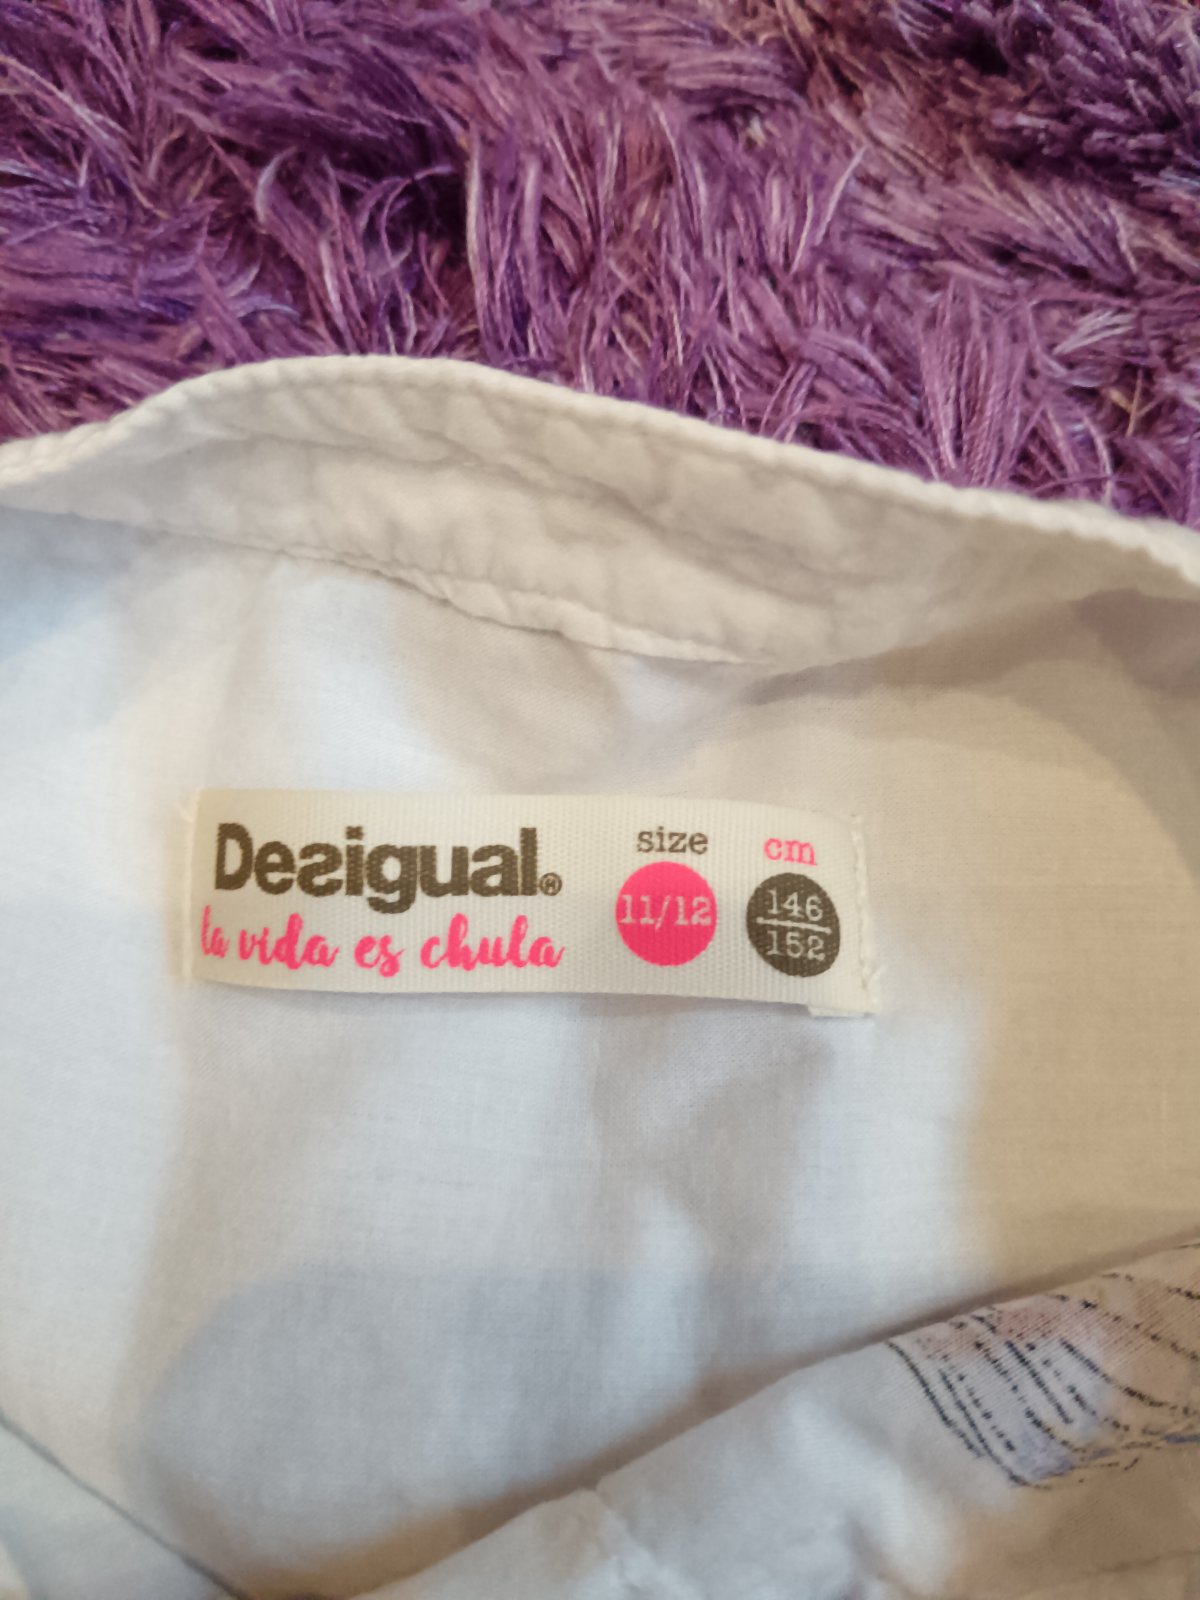 Desigual®
la vida es chula
size
11/12
cm
146
152